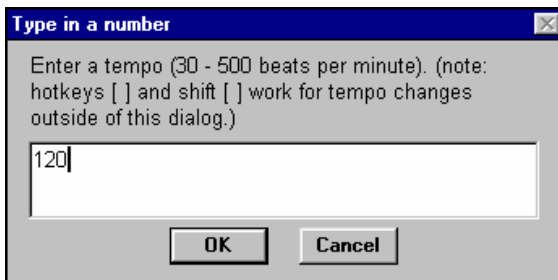 Type in a number
Enter a tempo (30 - 500 beats per minute). (note:
hotkeys [ ] and shift [ ] work for tempo changes
outside of this dialog.)
120
OK Cancel